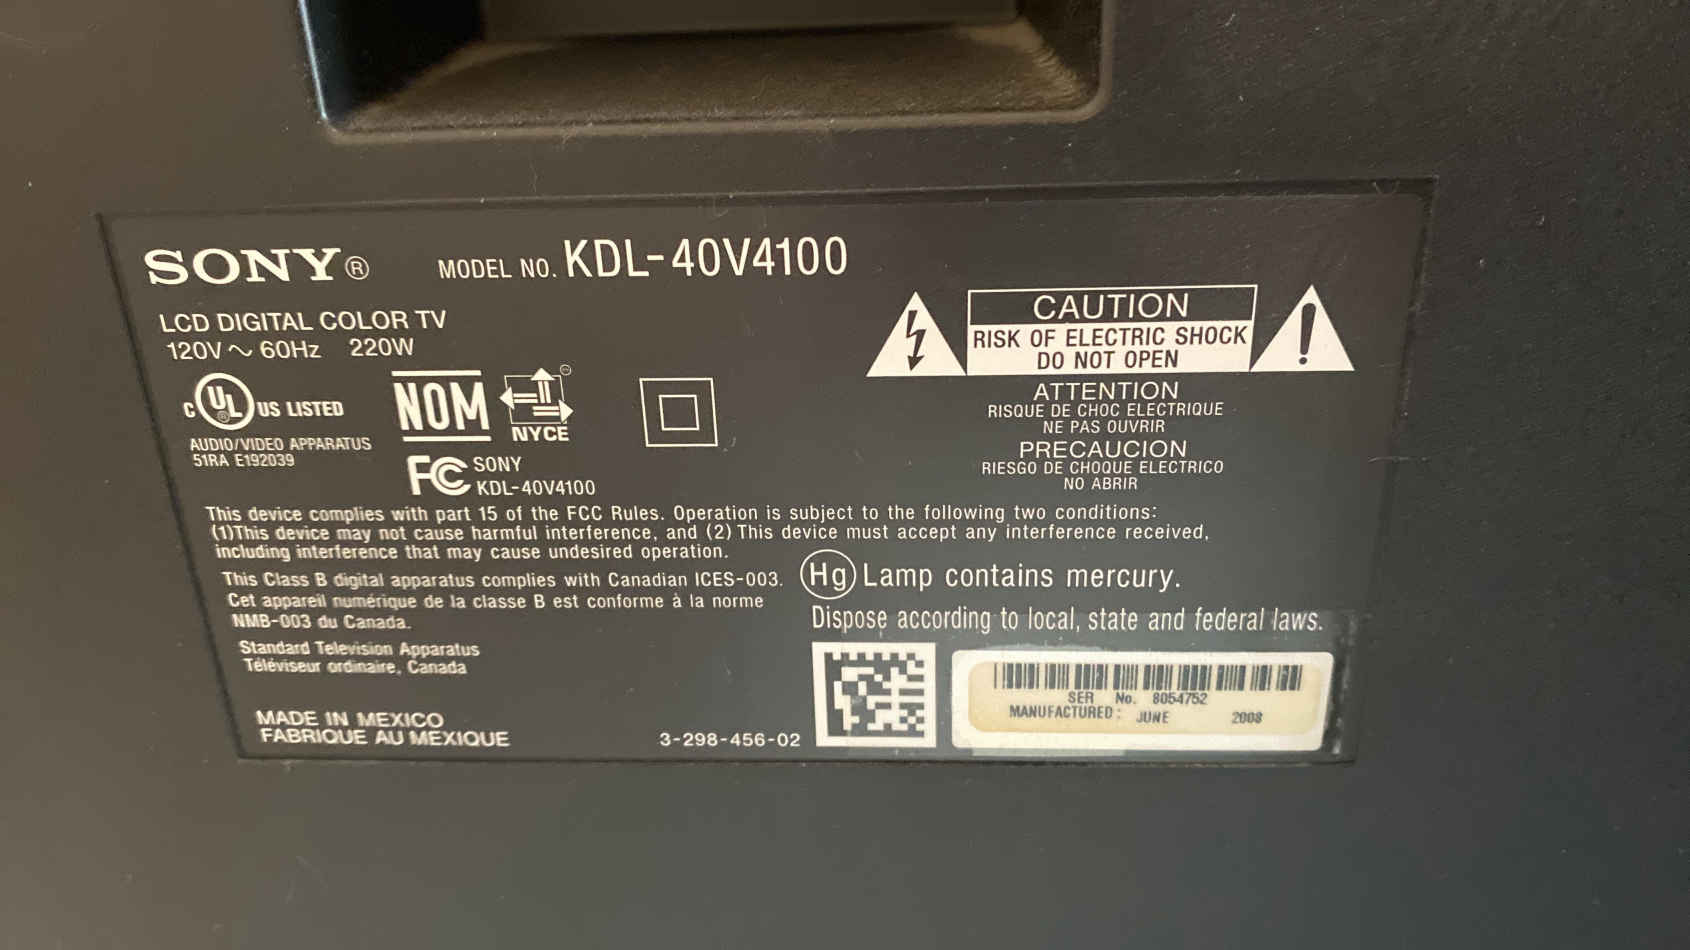 SONY® MODEL NO. KDL-40V4100
LCD DIGITAL COLOR TV
120V ~ 60Hz 220W
CAUTION
RISK OF ELECTRIC SHOCK
DO NOT OPEN
ATTENTION
RISQUE DE CHOC ELECTRIQUE
NE PAS OUVRIR
PRECAUCION
RIESGO DE CHOQUE ELECTRICO
NO ABRIR
C UL® US LISTED
AUDIO/VIDEO APPARATUS
51RA E192039
NOM
NYCE
FC SONY
KDL-40V4100
This device complies with part 15 of the FCC Rules. Operation is subject to the following two conditions:
(1)This device may not cause harmful interference, and (2) This device must accept any interference received,
including interference that may cause undesired operation.
This Class B digital apparatus complies with Canadian ICES-003.
Cet appareil numérique de la classe B est conforme à la norme
NMB-003 du Canada.
Hg Lamp contains mercury.
Dispose according to local, state and federal laws.
Standard Television Apparatus
Téléviseur ordinaire, Canada
MADE IN MEXICO
FABRIQUE AU MEXIQUE
3-298-456-02
SER No. 8054752
MANUFACTURED: JUNE 2008